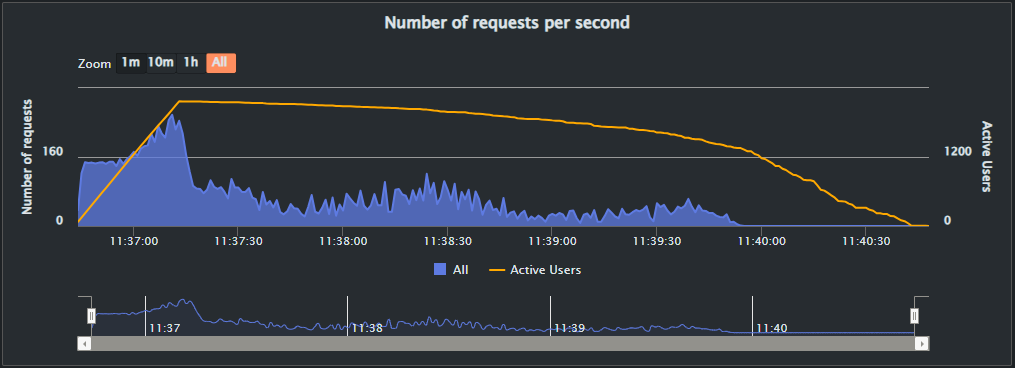 Number of requests per second
Zoom 1m 10m 1h All
Number of requests
Active Users
160
0
1200
0
11:37:00 11:37:30 11:38:00 11:38:30 11:39:00 11:39:30 11:40:00 11:40:30
All Active Users
11:37 11:38 11:39 11:40